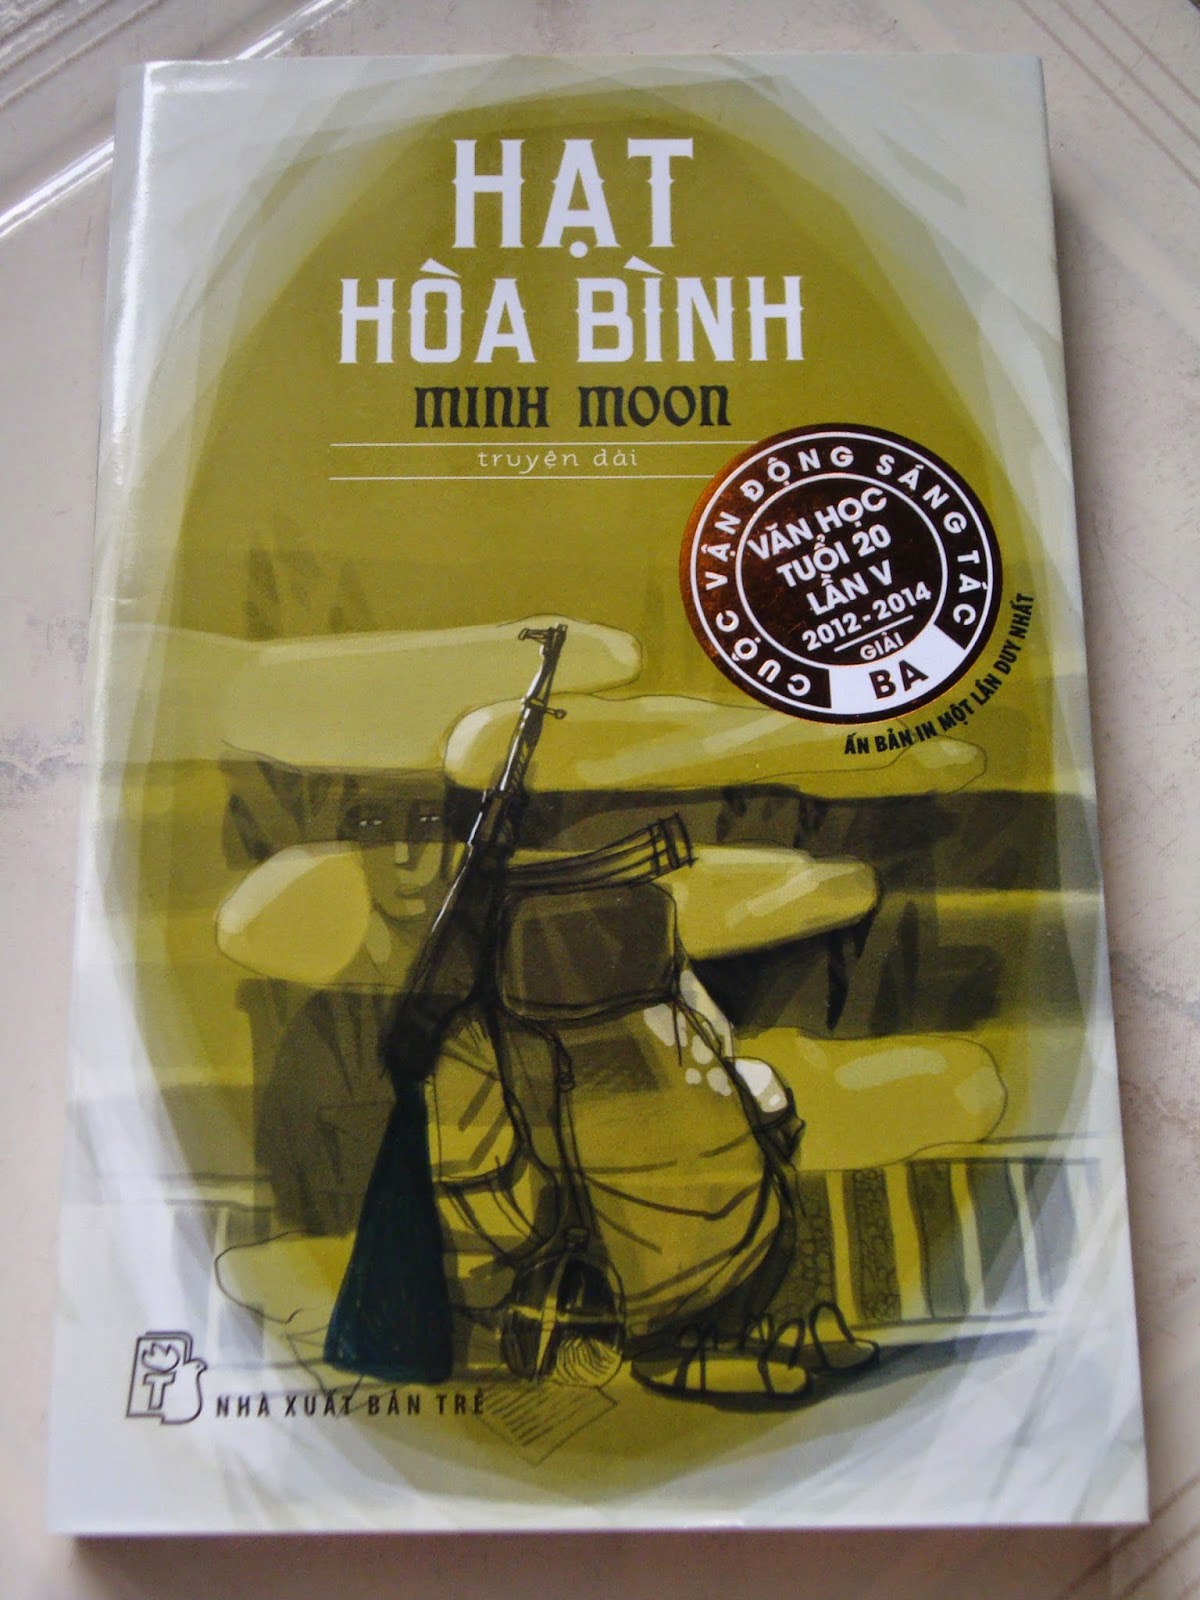 HẠT
HÒA BÌNH
MINH MOON
truyện dài
CUỘC VẬN ĐỘNG SÁNG TÁC
VĂN HỌC
TUỔI 20
LẦN V
2012-2014
GIẢI
BA
ẤN BẢN IN MỘT LẦN DUY NHẤT
NHÀ XUẤT BẢN TRẺ